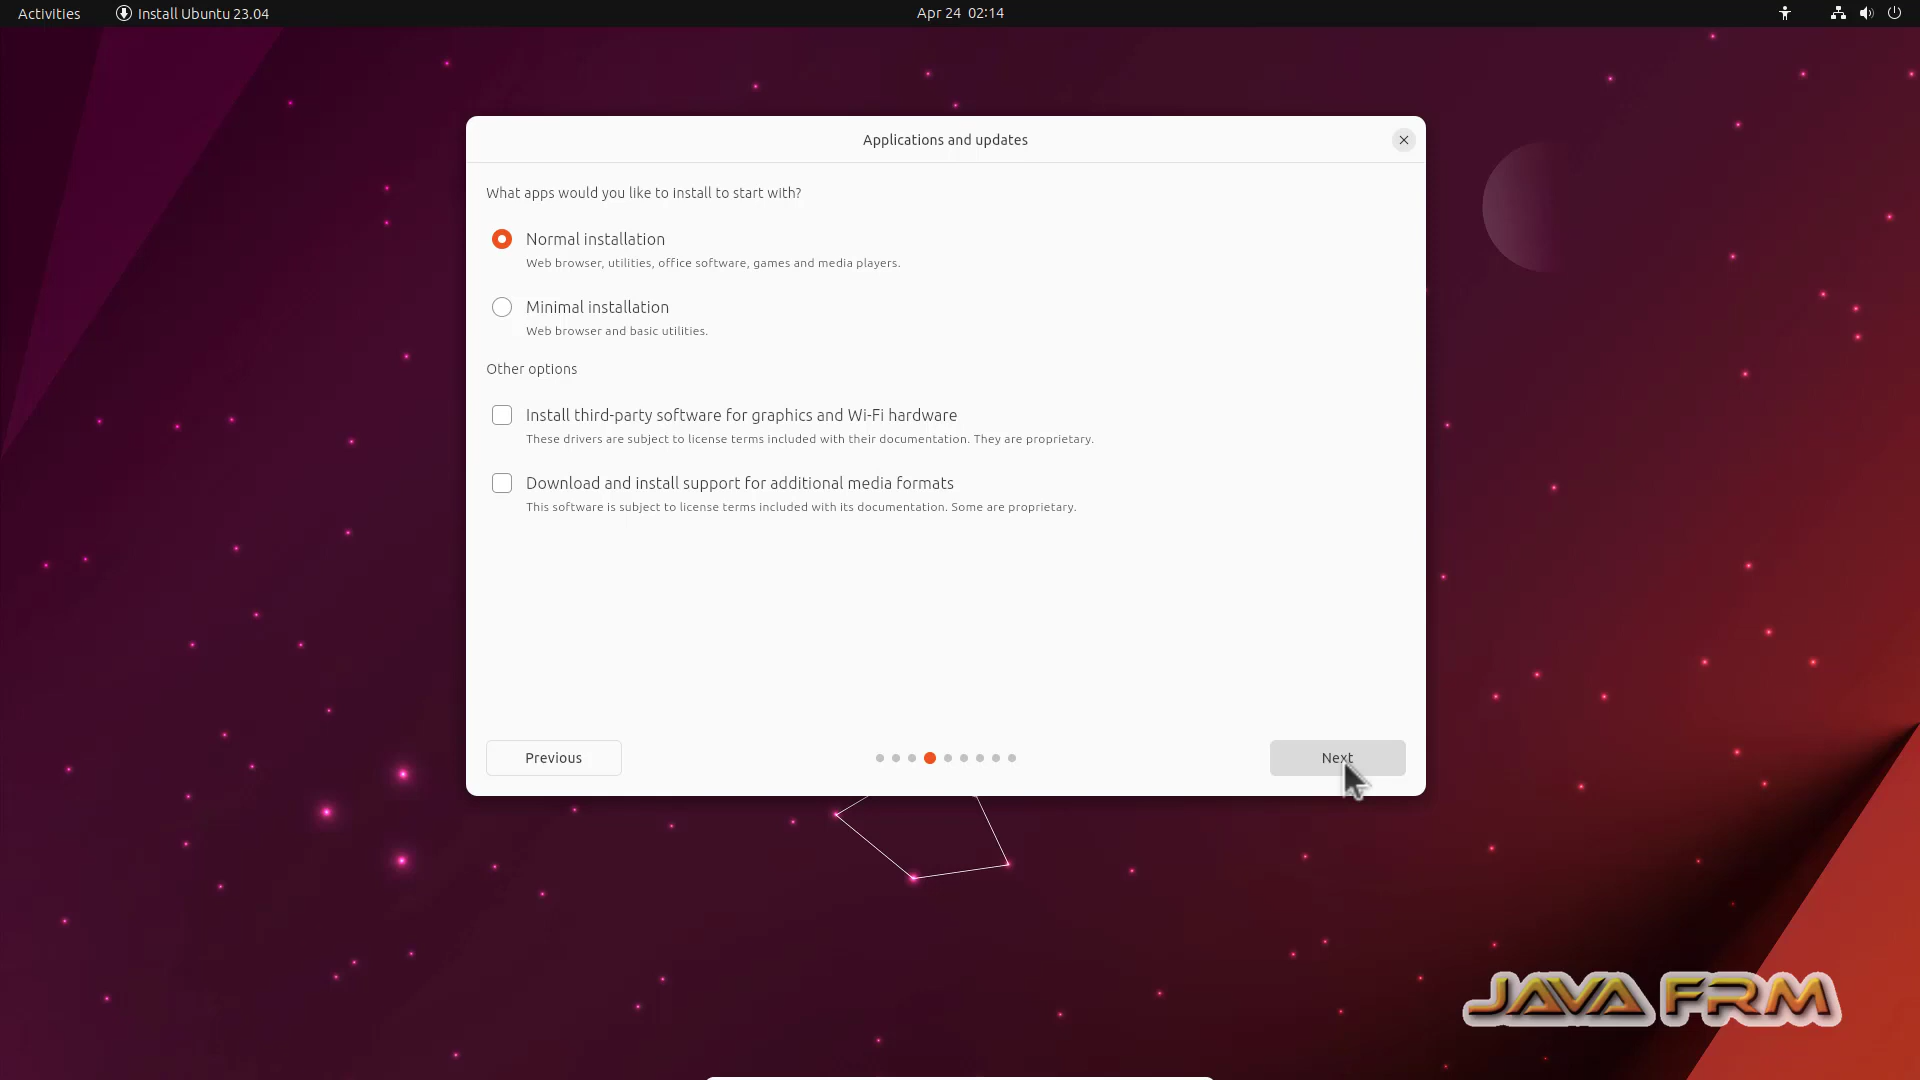 Activities
Install Ubuntu 23.04
Apr 24 02:14
Applications and updates
What apps would you like to install to start with?
Normal installation
Web browser, utilities, office software, games and media players.
Minimal installation
Web browser and basic utilities.
Other options
Install third-party software for graphics and Wi-Fi hardware
These drivers are subject to license terms included with their documentation. They are proprietary.
Download and install support for additional media formats
This software is subject to license terms included with its documentation. Some are proprietary.
Previous
Next
JAVA FRM